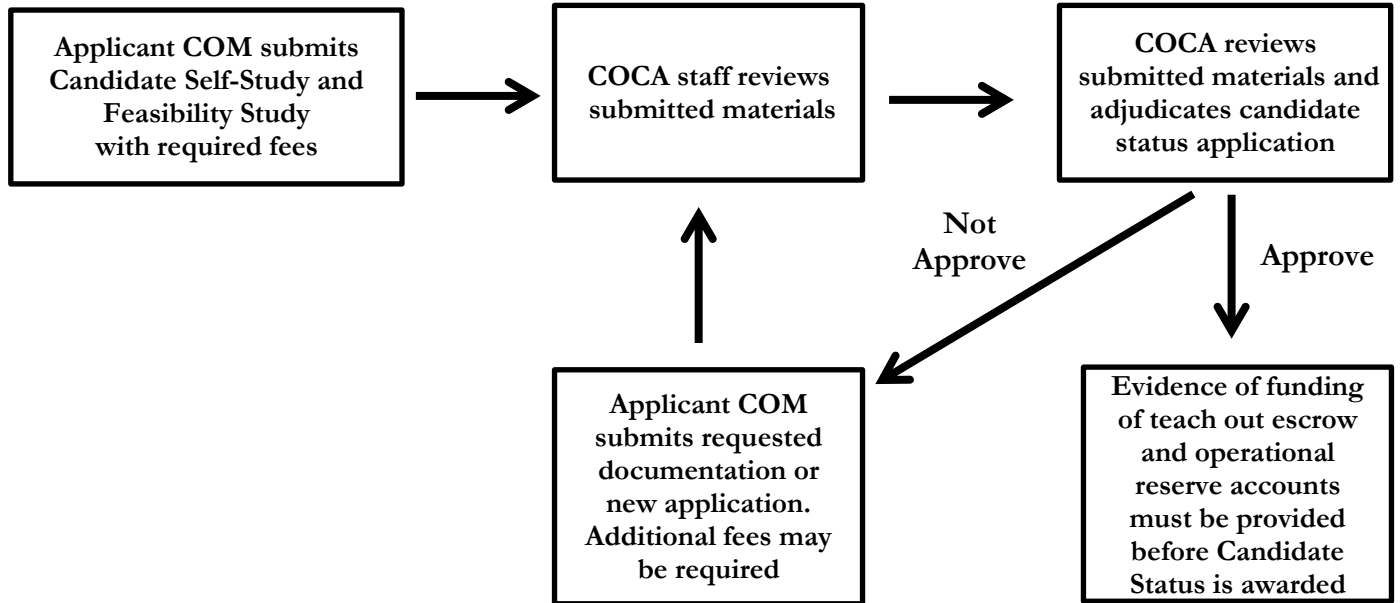 Applicant COM submits
Candidate Self-Study and
Feasibility Study
with required fees
COCA staff reviews
submitted materials
COCA reviews
submitted materials and
adjudicates candidate
status application
Not
Approve
Approve
Applicant COM
submits requested
documentation or
new application.
Additional fees may
be required
Evidence of funding
of teach out escrow
and operational
reserve accounts
must be provided
before Candidate
Status is awarded